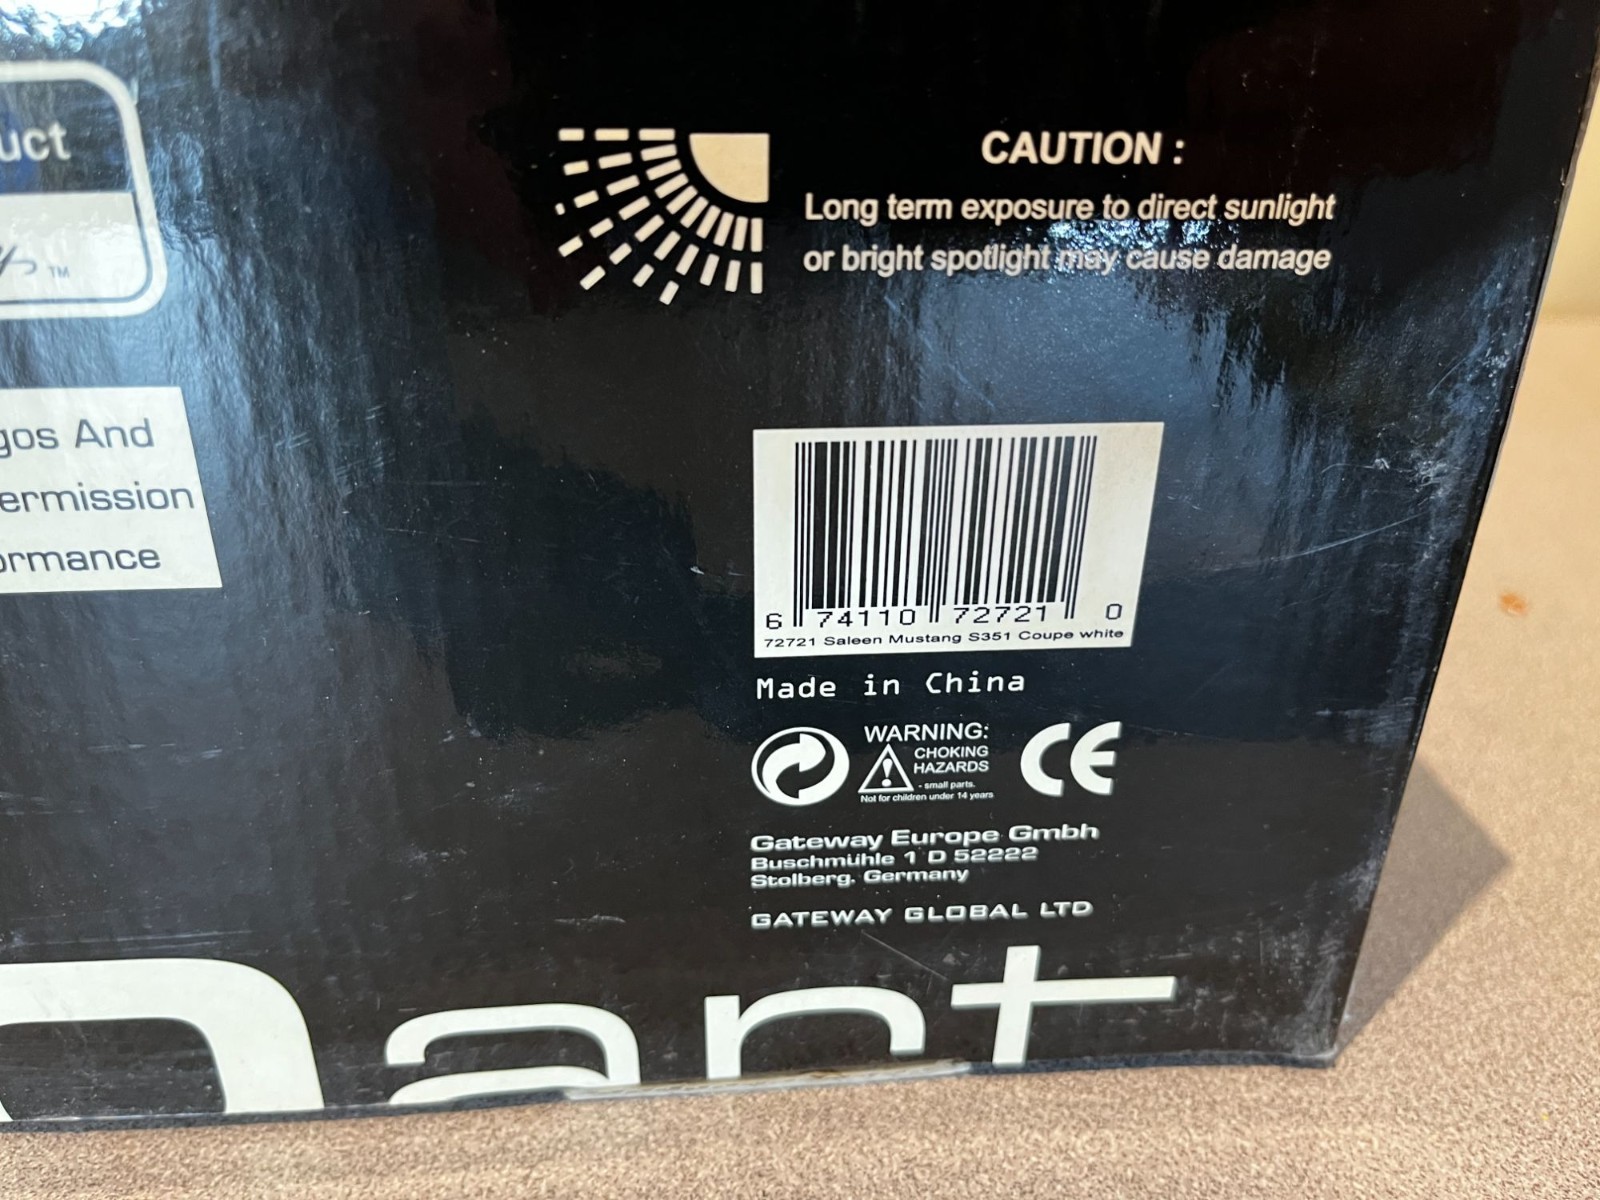 uct
TM
CAUTION :
Long term exposure to direct sunlight
or bright spotlight may cause damage
gos And
ermission
ormance
6 74110 72721 0
72721 Saleen Mustang S351 Coupe white
Made in China
WARNING:
CHOKING
HAZARDS
- small parts.
Not for children under 14 years
CE
Gateway Europe Gmbh
Buschmühle 1 D 52222
Stolberg. Germany
GATEWAY GLOBAL LTD